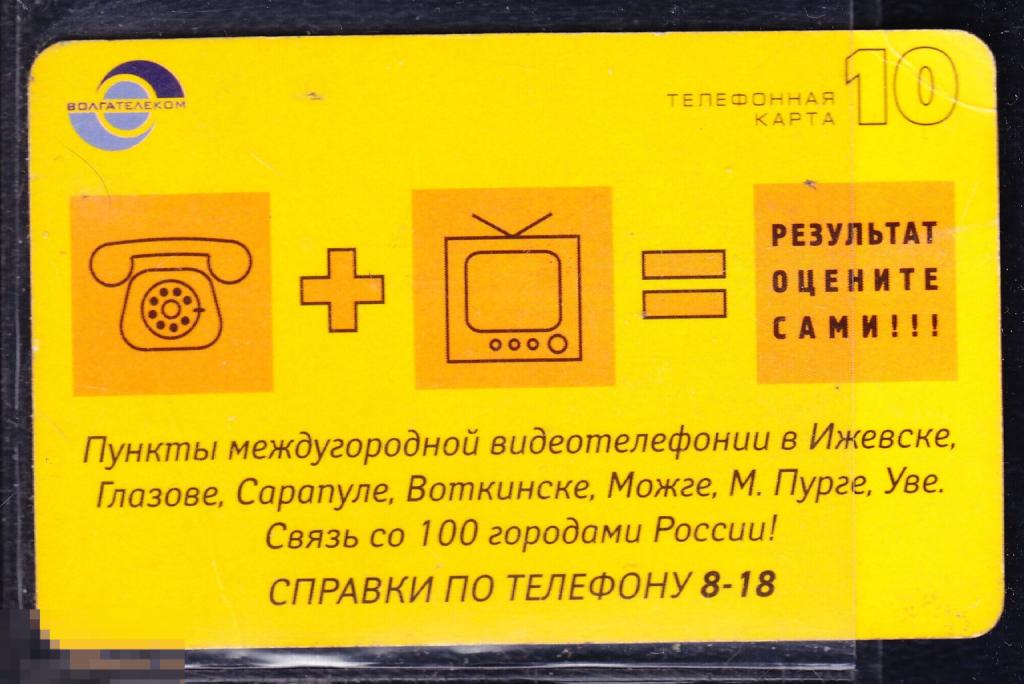 ВОЛГАТЕЛЕКОМ
ТЕЛЕФОННАЯ
КАРТА
10
РЕЗУЛЬТАТ
ОЦЕНИТЕ
САМИ!!!
Пункты междугородной видеотелефонии в Ижевске,
Глазове, Сарапуле, Воткинске, Можге, М. Пурге, Уве.
Связь со 100 городами России!
СПРАВКИ ПО ТЕЛЕФОНУ 8-18